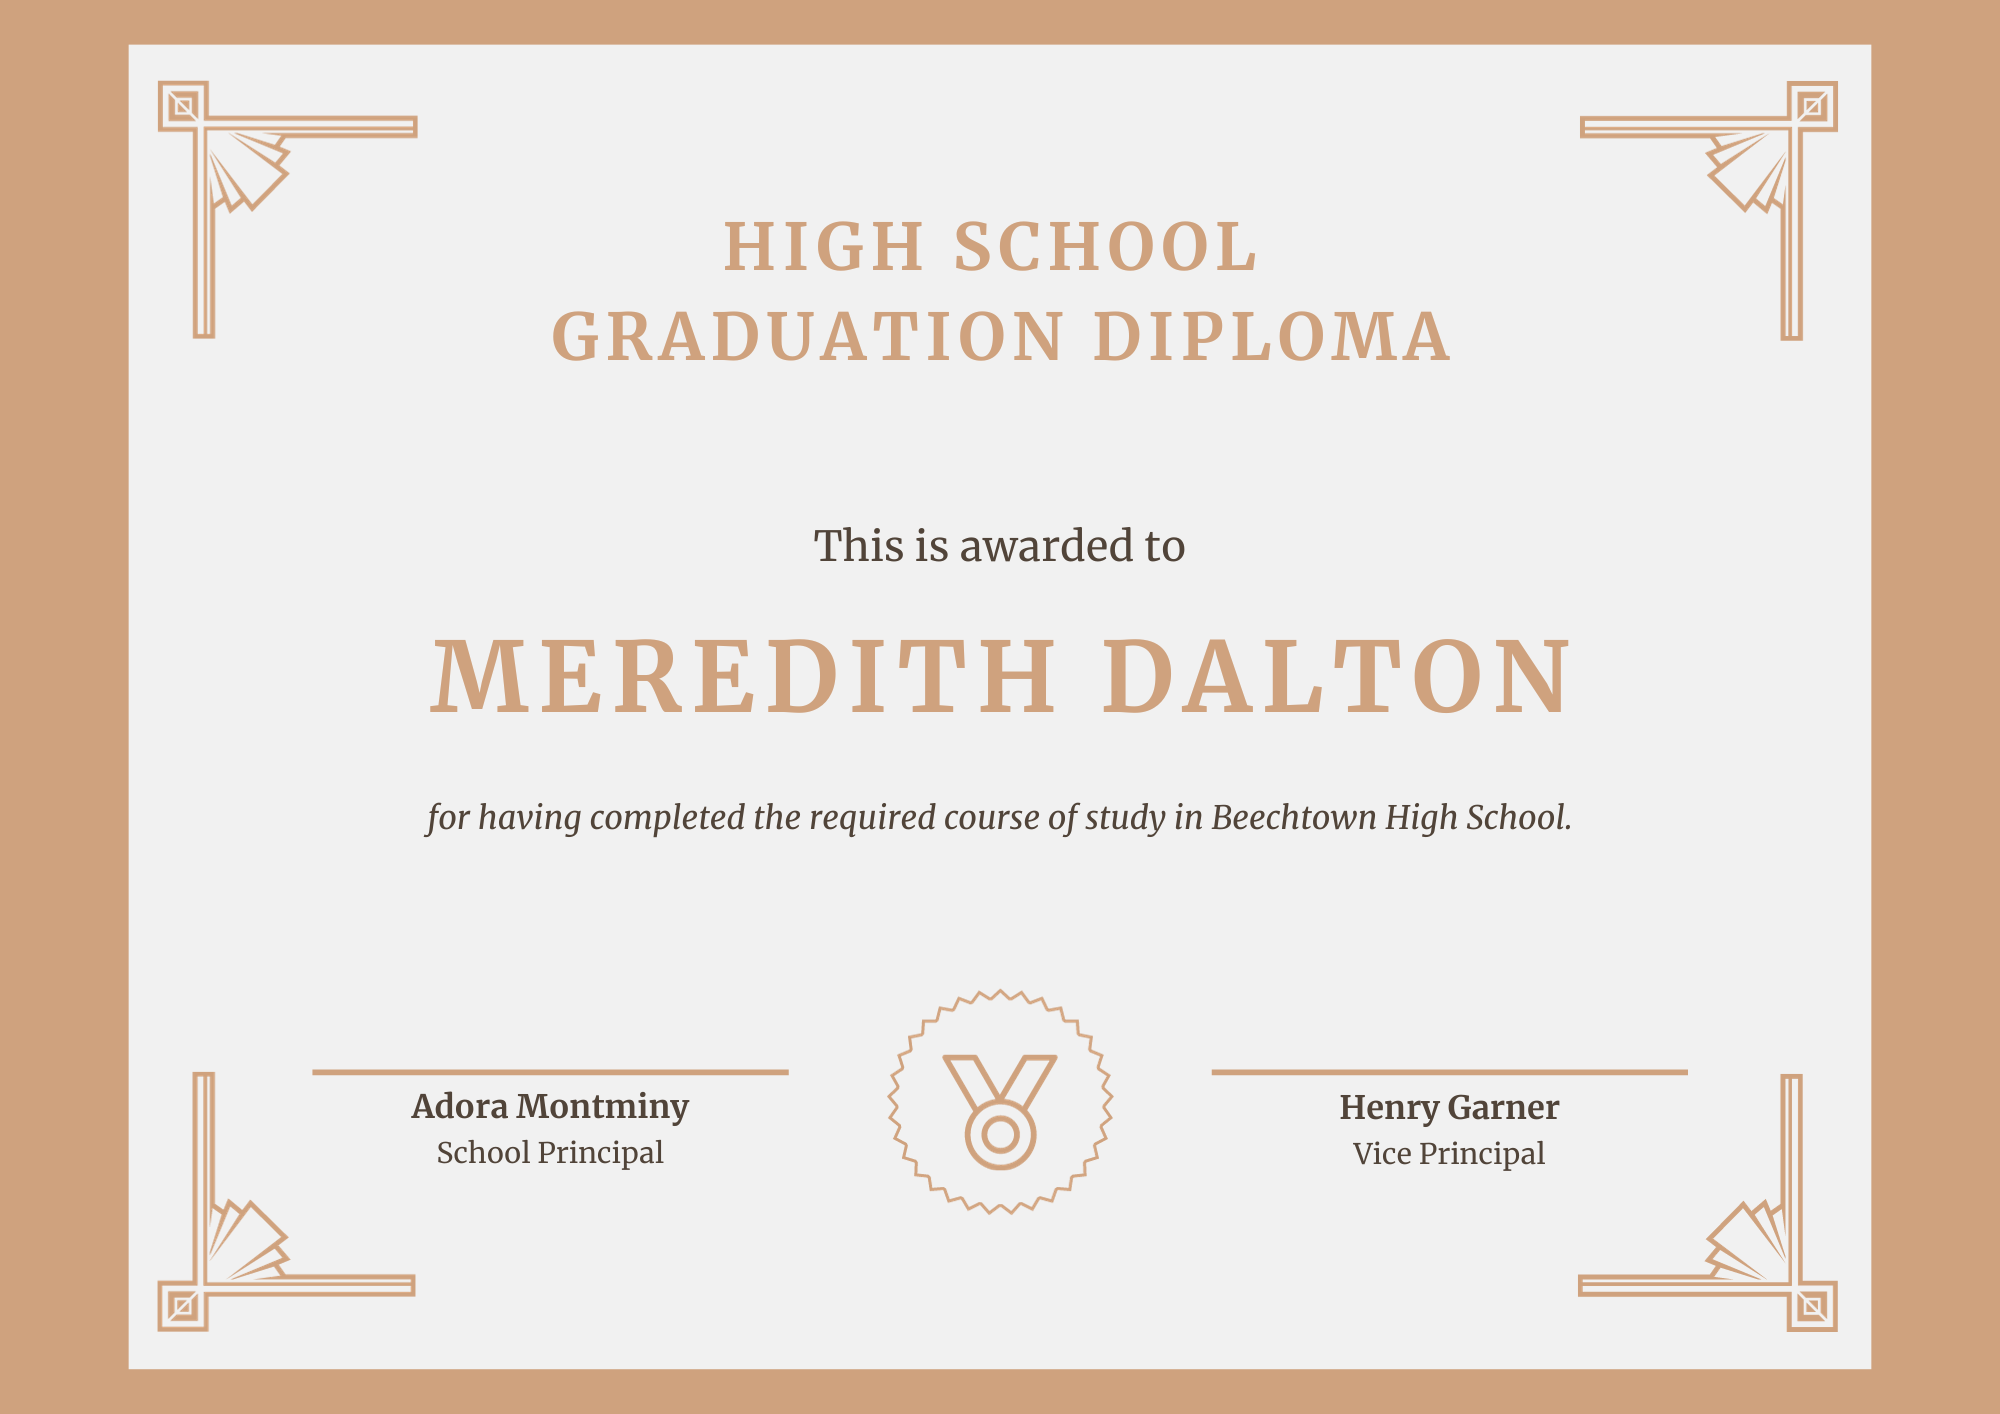 HIGH SCHOOL
GRADUATION DIPLOMA
This is awarded to
MEREDITH DALTON
for having completed the required course of study in Beechtown High School.
Adora Montminy
School Principal
Henry Garner
Vice Principal